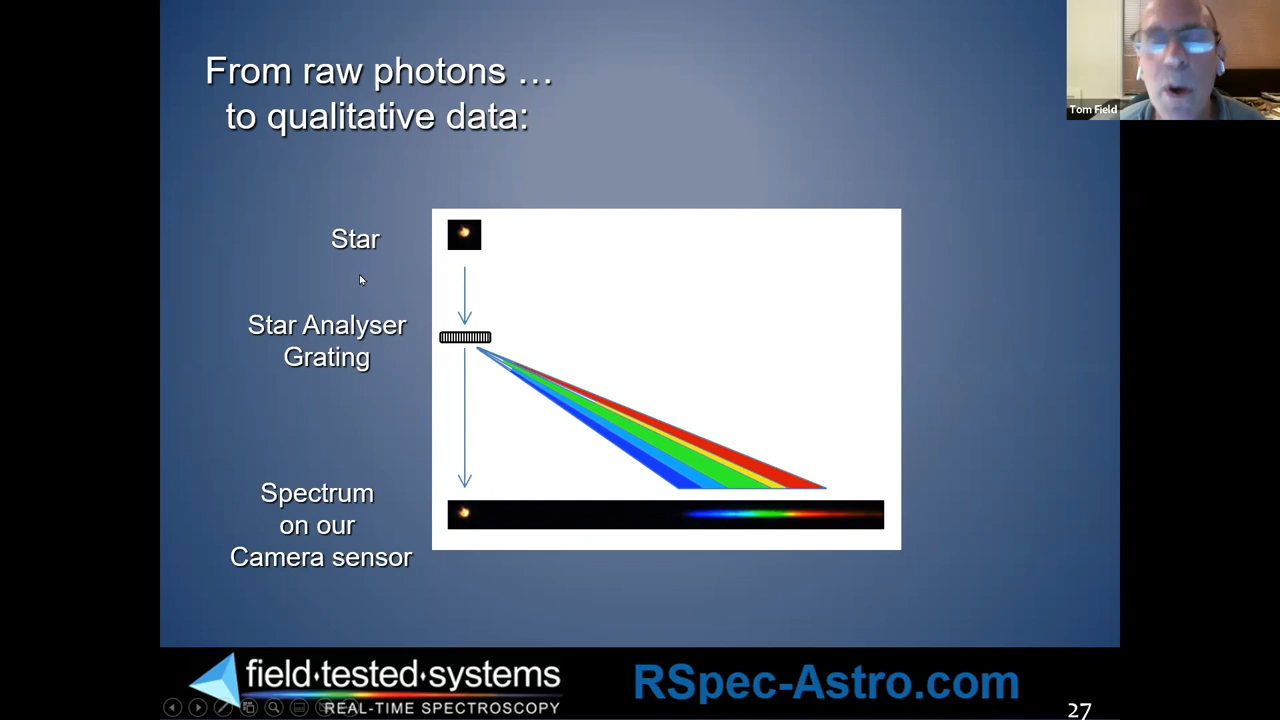 From raw photons …
to qualitative data:
Tom Field
Star
Star Analyser
Grating
Spectrum
on our
Camera sensor
field·tested·systems
REAL-TIME SPECTROSCOPY
RSpec-Astro.com
27